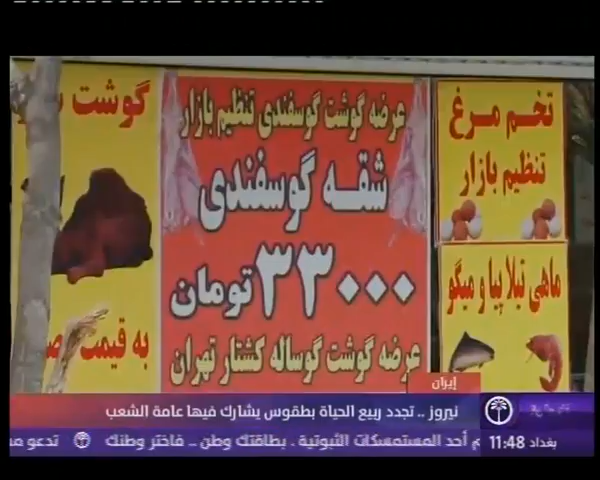 گوشت
به قیمت
عرضه گوشت گوسفندی تنظیم بازار
شقه گوسفندی
۳۳۰۰۰ تومان
عرضه گوشت گوساله کشتار تهران
تخم مرغ
تنظیم بازار
ماهی تیلاپیا و میگو
إيران
نيروز .. تجدد ربيع الحياة بطقوس يشارك فيها عامة الشعب
م أحد المستمسكات الثبوتية . بطاقتك وطن .. فاختر وطنك
تدعو مف
بغداد 11:48